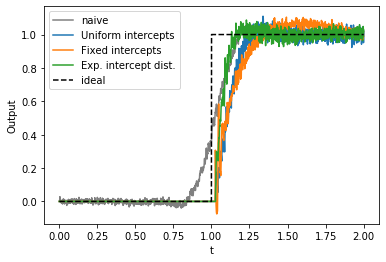 naive
Uniform intercepts
Fixed intercepts
Exp. intercept dist.
ideal
Output
1.0
0.8
0.6
0.4
0.2
0.0
0.00 0.25 0.50 0.75 1.00 1.25 1.50 1.75 2.00
t